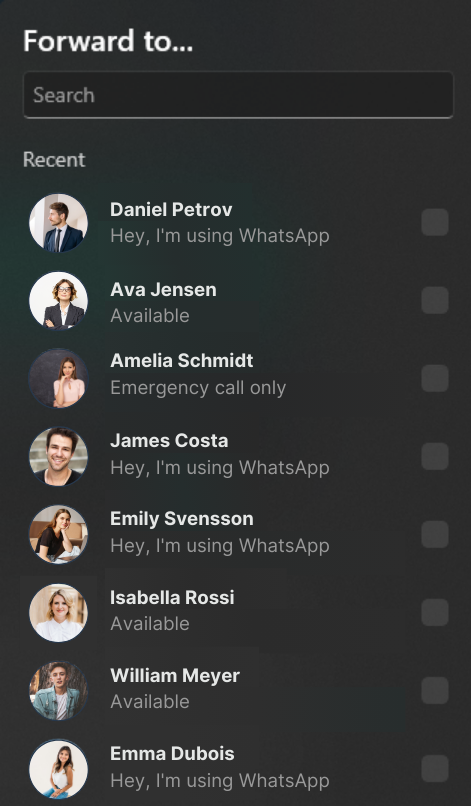 Forward to...
Search
Recent
Daniel Petrov
Hey, I'm using WhatsApp
Ava Jensen
Available
Amelia Schmidt
Emergency call only
James Costa
Hey, I'm using WhatsApp
Emily Svensson
Hey, I'm using WhatsApp
Isabella Rossi
Available
William Meyer
Available
Emma Dubois
Hey, I'm using WhatsApp